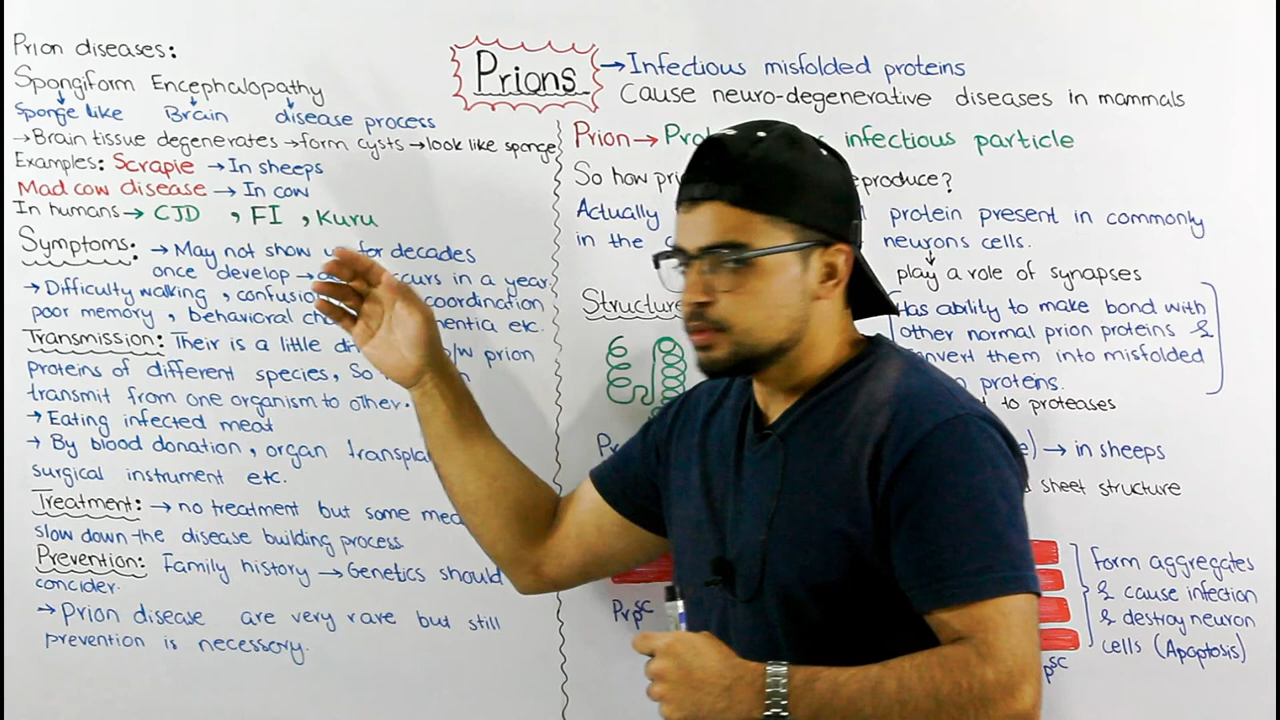 Prion diseases:
Spongiform Encephalopathy
Sponge like Brain disease process
→Brain tissue degenerates→form cysts→look like sponge
Examples: Scrapie →In sheeps
Mad cow disease → In cow
In humans→ CJD , FI , Kuru
Symptoms: →May not show for decades
once develop → occurs in a year.
→Difficulty walking , coordination
poor memory , behavioral etc.
Transmission: Their is a little b/w prion
proteins of different species, So
transmit from one organism to other.
→Eating infected meat
→ By blood donation, organ
surgical instrument etc.
Treatment: → no treatment but some
slow down the disease building process
Prevention: Family history →Genetics should
concider.
→Prion disease are very rare but still
prevention is necessory.
Prions →Infectious misfolded proteins
Cause neuro-degenerative diseases in mammals
Prion→ infectious particle
So how reproduce?
Actually protein present in commonly
in the neurons cells.
play a role of synapses
Structure
Has ability to make bond with
other normal prion proteins &
convert them into misfolded
proteins.
to proteases
→ in sheeps
sheet structure
PrpSC
Form aggregates
& cause infection
& destroy neuron
cells (Apoptosis)